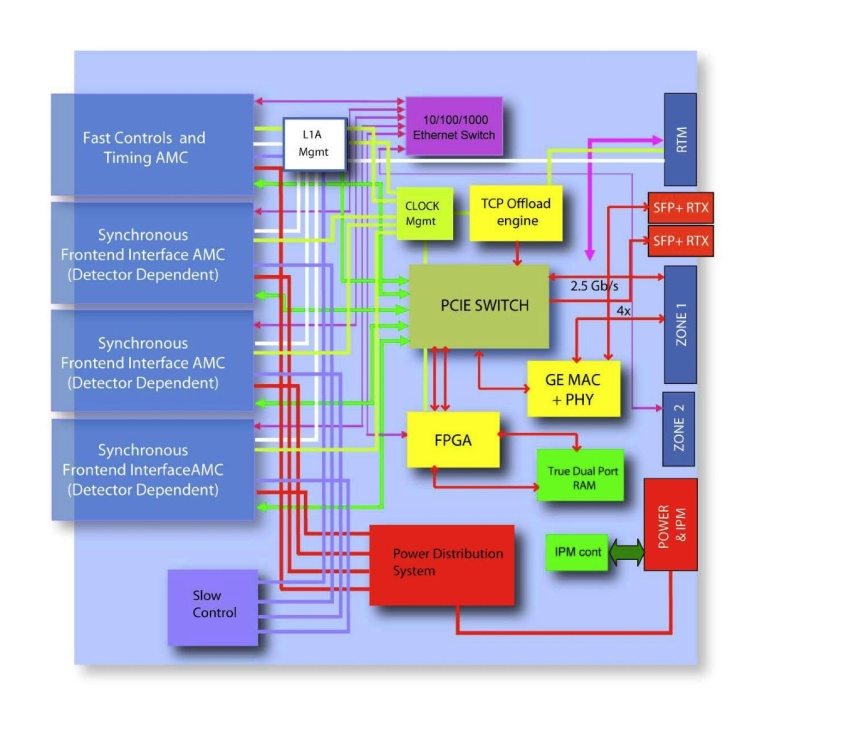 Fast Controls and
Timing AMC
L1A
Mgmt
10/100/1000
Ethernet Switch
RTM
Synchronous
Frontend Interface AMC
(Detector Dependent)
CLOCK
Mgmt
TCP Offload
engine
SFP+ RTX
SFP+ RTX
PCIE SWITCH
2.5 Gb/s
4x
ZONE 1
Synchronous
Frontend Interface AMC
(Detector Dependent)
GE MAC
+ PHY
ZONE 2
Synchronous
Frontend InterfaceAMC
(Detector Dependent)
FPGA
True Dual Port
RAM
POWER
& IPM
IPM cont
Power Distribution
System
Slow
Control